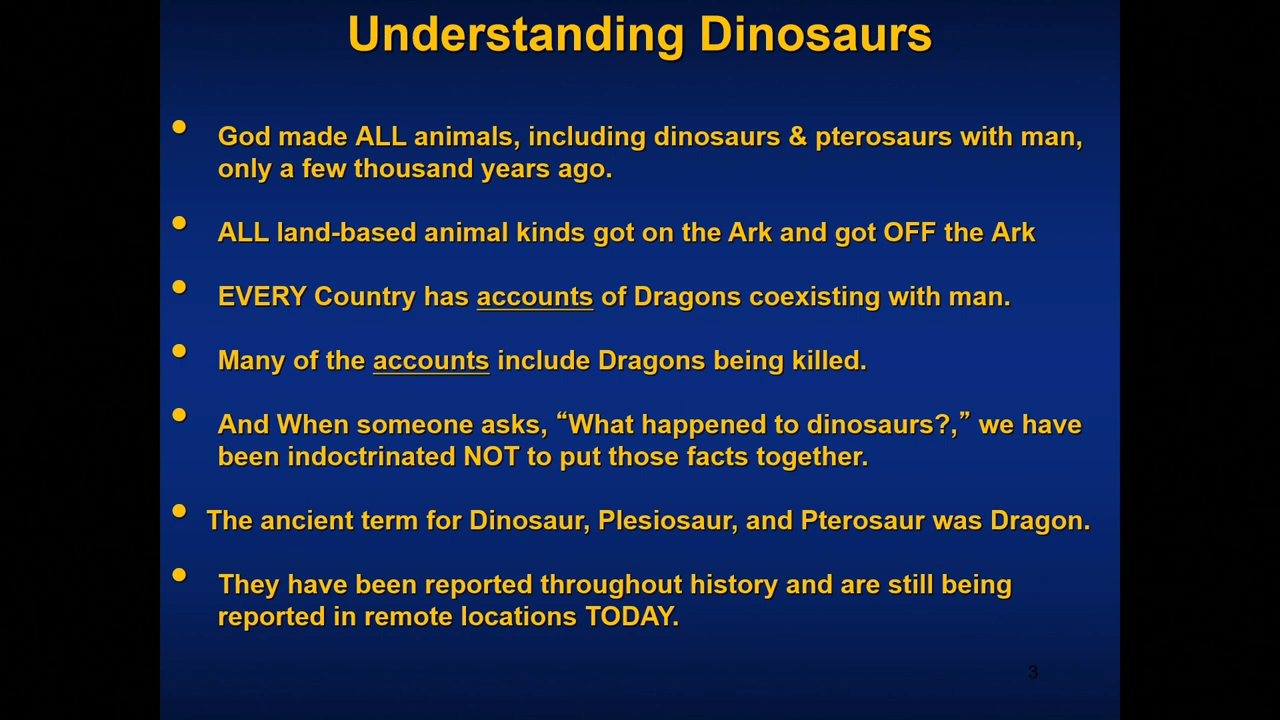 Understanding Dinosaurs
• God made ALL animals, including dinosaurs & pterosaurs with man,
only a few thousand years ago.
• ALL land-based animal kinds got on the Ark and got OFF the Ark
• EVERY Country has accounts of Dragons coexisting with man.
• Many of the accounts include Dragons being killed.
• And When someone asks, “What happened to dinosaurs?,” we have
been indoctrinated NOT to put those facts together.
• The ancient term for Dinosaur, Plesiosaur, and Pterosaur was Dragon.
• They have been reported throughout history and are still being
reported in remote locations TODAY.
3